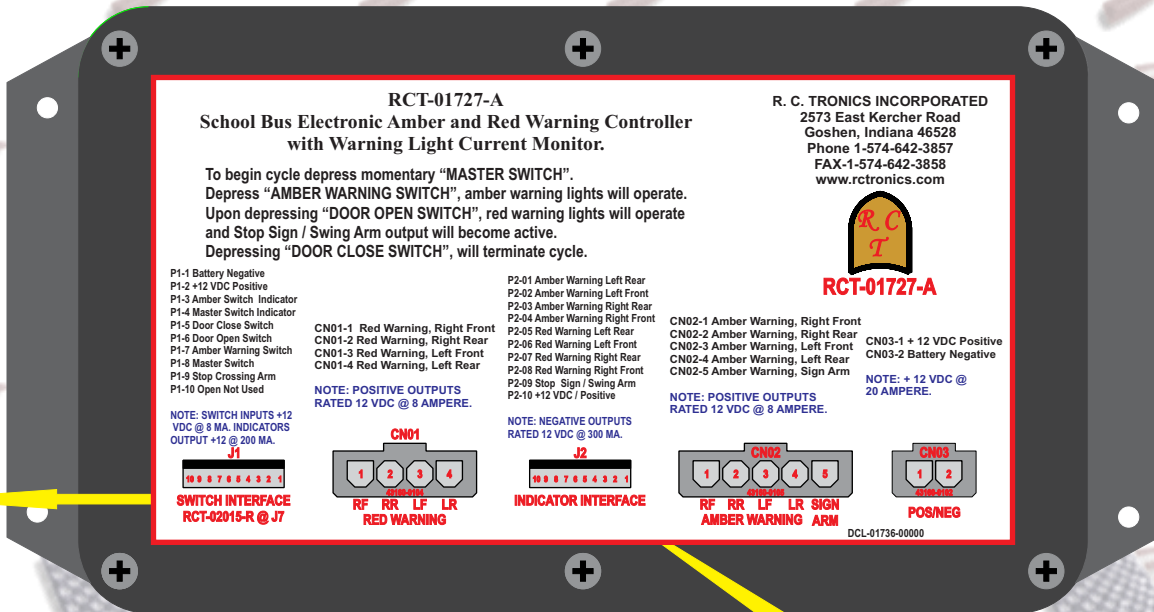 RCT-01727-A
School Bus Electronic Amber and Red Warning Controller
with Warning Light Current Monitor.
R. C. TRONICS INCORPORATED
2573 East Kercher Road
Goshen, Indiana 46528
Phone 1-574-642-3857
FAX-1-574-642-3858
www.rctronics.com
To begin cycle depress momentary “MASTER SWITCH”.
Depress “AMBER WARNING SWITCH”, amber warning lights will operate.
Upon depressing “DOOR OPEN SWITCH”, red warning lights will operate
and Stop Sign / Swing Arm output will become active.
Depressing “DOOR CLOSE SWITCH”, will terminate cycle.
R C
T
RCT-01727-A
P1-1 Battery Negative
P1-2 +12 VDC Positive
P1-3 Amber Switch Indicator
P1-4 Master Switch Indicator
P1-5 Door Close Switch
P1-6 Door Open Switch
P1-7 Amber Warning Switch
P1-8 Master Switch
P1-9 Stop Crossing Arm
P1-10 Open Not Used
NOTE: SWITCH INPUTS +12
VDC @ 8 MA. INDICATORS
OUTPUT +12 @ 200 MA.
J1
10 9 8 7 6 5 4 3 2 1
SWITCH INTERFACE
RCT-02015-R @ J7
CN01-1 Red Warning, Right Front
CN01-2 Red Warning, Right Rear
CN01-3 Red Warning, Left Front
CN01-4 Red Warning, Left Rear
NOTE: POSITIVE OUTPUTS
RATED 12 VDC @ 8 AMPERE.
CN01
1 2 3 4
43160-0104
RF RR LF LR
RED WARNING
P2-01 Amber Warning Left Rear
P2-02 Amber Warning Left Front
P2-03 Amber Warning Right Rear
P2-04 Amber Warning Right Front
P2-05 Red Warning Left Rear
P2-06 Red Warning Left Front
P2-07 Red Warning Right Rear
P2-08 Red Warning Right Front
P2-09 Stop Sign / Swing Arm
P2-10 +12 VDC / Positive
NOTE: NEGATIVE OUTPUTS
RATED 12 VDC @ 300 MA.
J2
10 9 8 7 6 5 4 3 2 1
INDICATOR INTERFACE
CN02-1 Amber Warning, Right Front
CN02-2 Amber Warning, Right Rear
CN02-3 Amber Warning, Left Front
CN02-4 Amber Warning, Left Rear
CN02-5 Amber Warning, Sign Arm
NOTE: POSITIVE OUTPUTS
RATED 12 VDC @ 8 AMPERE.
CN02
1 2 3 4 5
RF RR LF LR SIGN
AMBER WARNING ARM
CN03-1 + 12 VDC Positive
CN03-2 Battery Negative
NOTE: + 12 VDC @
20 AMPERE.
CN03
1 2
43160-0102
POS/NEG
DCL-01736-00000